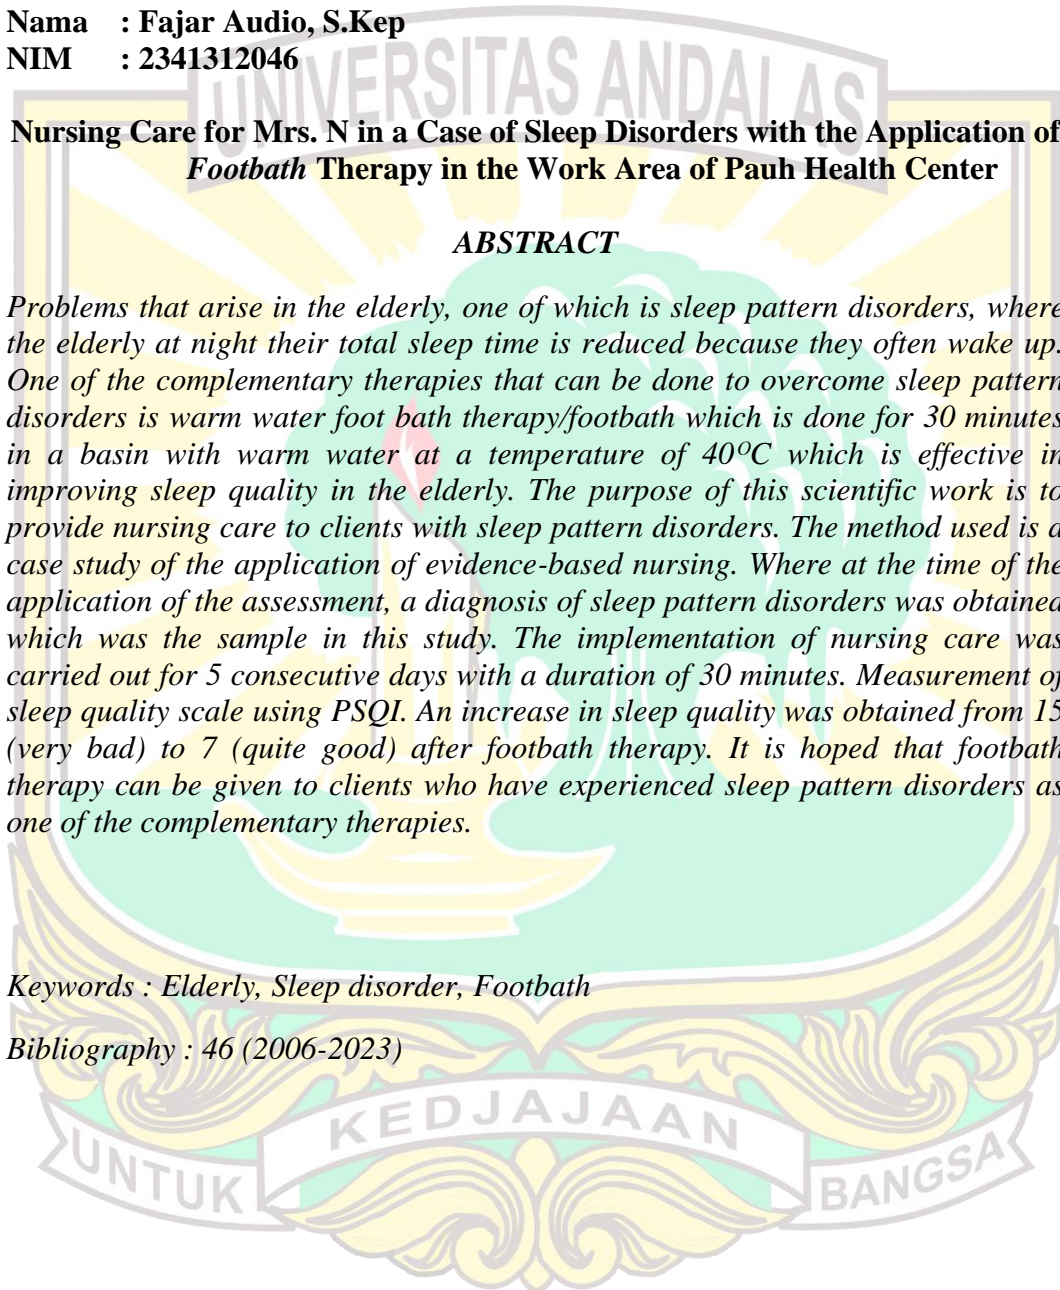 Nama : Fajar Audio, S.Kep
NIM : 2341312046
UNIVERSITAS ANDALAS
Nursing Care for Mrs. N in a Case of Sleep Disorders with the Application of
Footbath Therapy in the Work Area of Pauh Health Center
ABSTRACT
Problems that arise in the elderly, one of which is sleep pattern disorders, where
the elderly at night their total sleep time is reduced because they often wake up.
One of the complementary therapies that can be done to overcome sleep pattern
disorders is warm water foot bath therapy/footbath which is done for 30 minutes
in a basin with warm water at a temperature of 40ᴼC which is effective in
improving sleep quality in the elderly. The purpose of this scientific work is to
provide nursing care to clients with sleep pattern disorders. The method used is a
case study of the application of evidence-based nursing. Where at the time of the
application of the assessment, a diagnosis of sleep pattern disorders was obtained
which was the sample in this study. The implementation of nursing care was
carried out for 5 consecutive days with a duration of 30 minutes. Measurement of
sleep quality scale using PSQI. An increase in sleep quality was obtained from 15
(very bad) to 7 (quite good) after footbath therapy. It is hoped that footbath
therapy can be given to clients who have experienced sleep pattern disorders as
one of the complementary therapies.
Keywords : Elderly, Sleep disorder, Footbath
Bibliography : 46 (2006-2023)
UNTUK KEDJAJAAN BANGSA